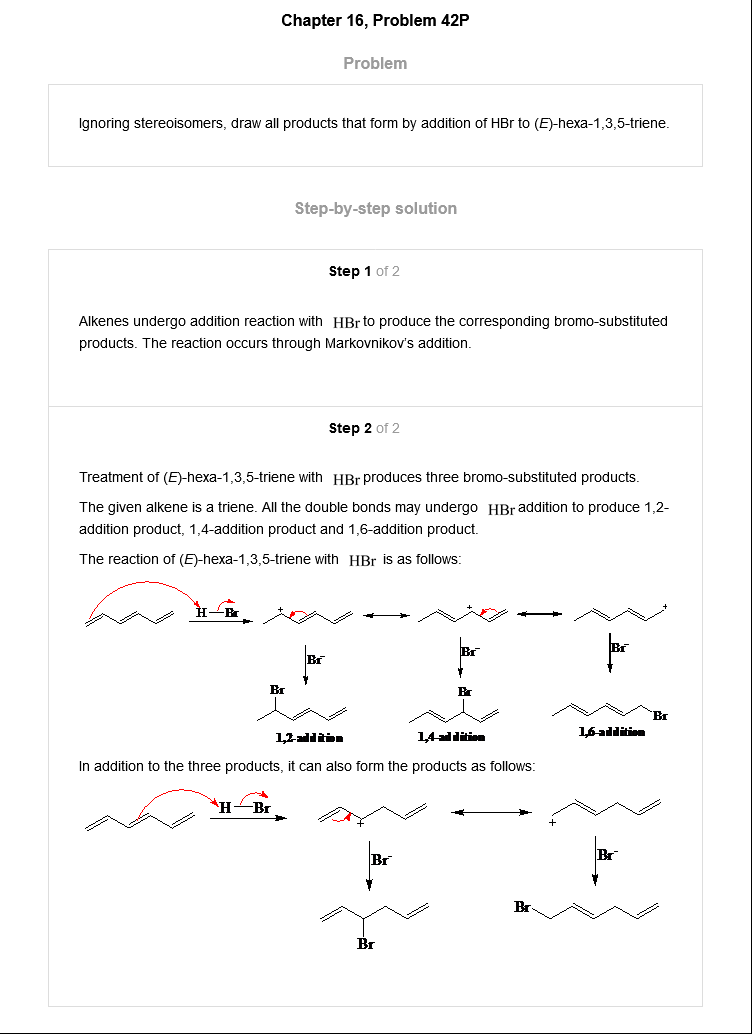 Chapter 16, Problem 42P
Problem
Ignoring stereoisomers, draw all products that form by addition of HBr to (E)-hexa-1,3,5-triene.
Step-by-step solution
Step 1 of 2
Alkenes undergo addition reaction with HBr to produce the corresponding bromo-substituted
products. The reaction occurs through Markovnikov's addition.
Step 2 of 2
Treatment of (E)-hexa-1,3,5-triene with HBr produces three bromo-substituted products.
The given alkene is a triene. All the double bonds may undergo HBr addition to produce 1,2-
addition product, 1,4-addition product and 1,6-addition product.
The reaction of (E)-hexa-1,3,5-triene with HBr is as follows:
H—Br + + +
Br⁻ Br⁻ Br⁻
Br Br Br
1,2-addition 1,4-addition 1,6-addition
In addition to the three products, it can also form the products as follows:
H—Br + +
Br⁻ Br⁻
Br
Br